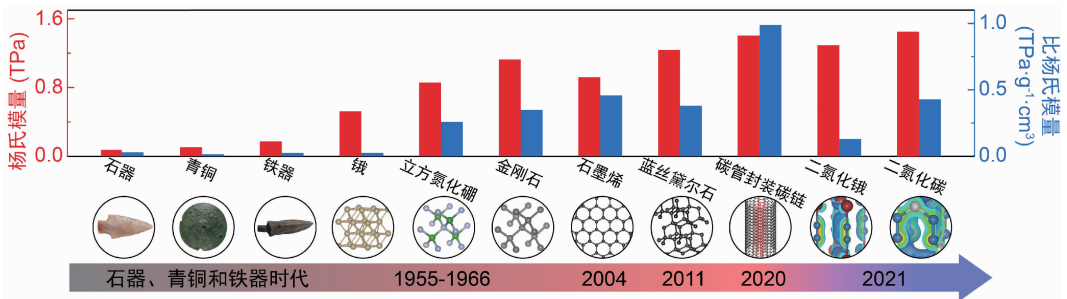 杨氏模量 (TPa)
1.6
0.8
0.0
比杨氏模量
(TPa·g⁻¹·cm³)
1.0
0.5
0.0
石器
青铜
铁器
锇
立方氮化硼
金刚石
石墨烯
蓝丝黛尔石
碳管封装碳链
二氮化锇
二氮化碳
石器、青铜和铁器时代
1955-1966
2004
2011
2020
2021